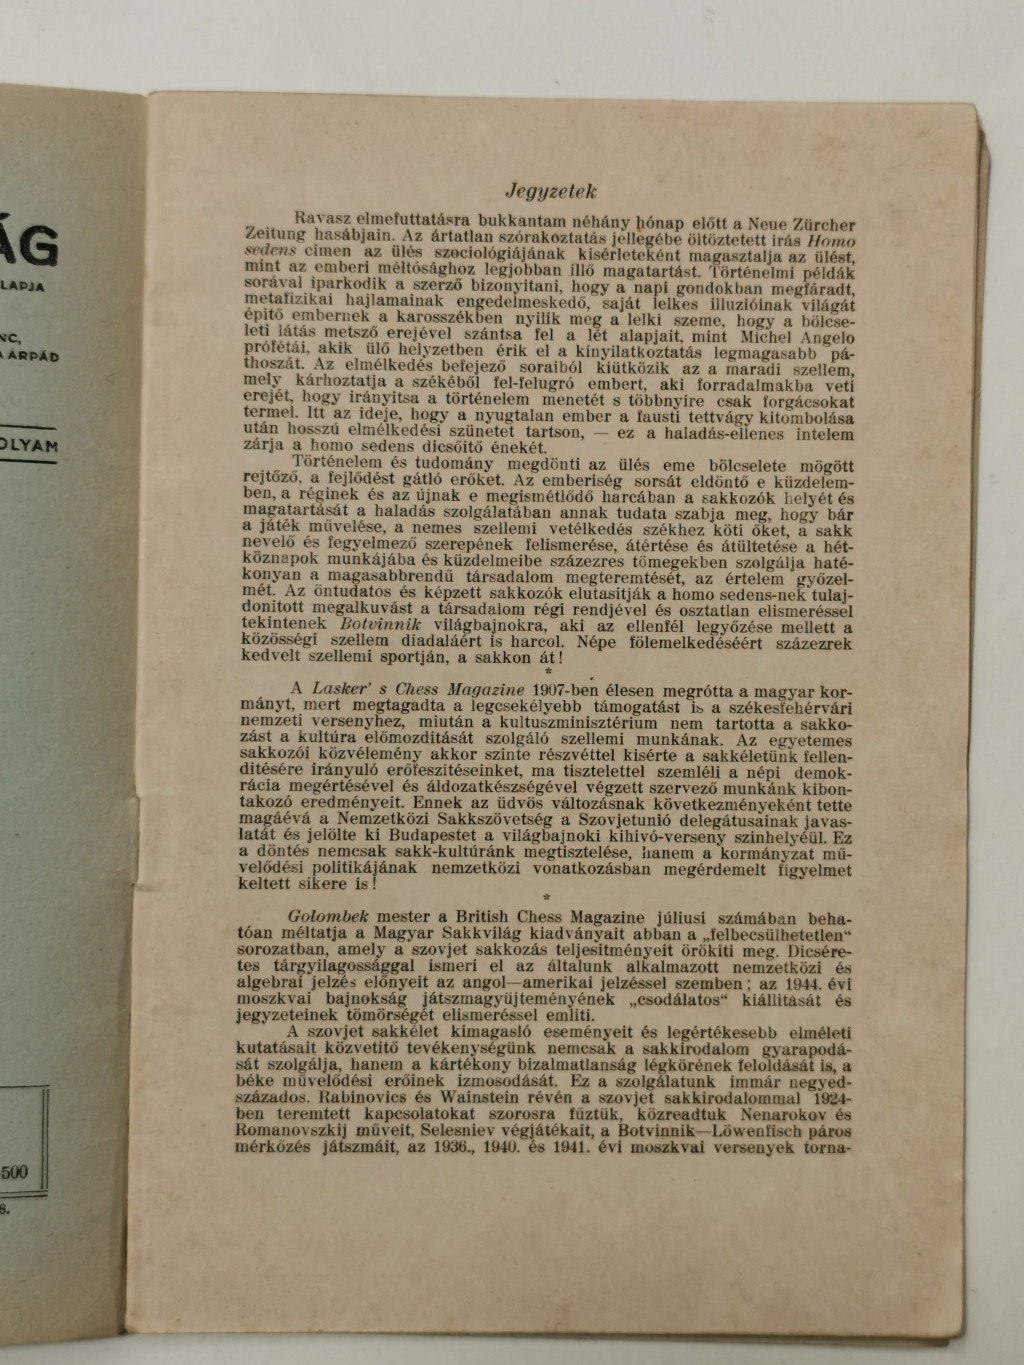 ÁG
LAPJA
NC,
ÁRPÁD
OLYAM
500
8.
Jegyzetek
Ravasz elmefuttatásra bukkantam néhány hónap előtt a Neue Zürcher
Zeitung hasábjain. Az ártatlan szórakoztatás jellegébe öltöztetett irás Homo
sedens cimen az ülés szociológiájának kisérleteként magasztalja az ülést,
mint az emberi méltósághoz legjobban illő magatartást. Történelmi példák
sorával iparkodik a szerző bizonyitani, hogy a napi gondokban megfáradt,
metafizikai hajlamainak engedelmeskedő, saját lelkes illuzióinak világát
épitő embernek a karosszékben nyilik meg a lelki szeme, hogy a bölcse-
leti látás metsző erejével szántsa fel a lét alapjait, mint Michel Angelo
prófétái, akik ülő helyzetben érik el a kinyilatkoztatás legmagasabb pá-
thoszát. Az elmélkedés befejező soraiból kiütközik az a maradi szellem,
mely kárhoztatja a székéből fel-felugró embert, aki forradalmakba veti
erejét, hogy irányitsa a történelem menetét s többnyire csak forgácsokat
termel. Itt az ideje, hogy a nyugtalan ember a fausti tettvágy kitombolása
után hosszú elmélkedési szünetet tartson, — ez a haladás-ellenes intelem
zárja a homo sedens dicsőitő énekét.
Történelem és tudomány megdönti az ülés eme bölcselete mögött
rejtőző, a fejlődést gátló erőket. Az emberiség sorsát eldöntő e küzdelem-
ben, a réginek és az újnak e megismétlődő harcában a sakkozók helyét és
magatartását a haladás szolgálatában annak tudata szabja meg, hogy bár
a játék művelése, a nemes szellemi vetélkedés székhez köti őket, a sakk
nevelő és fegyelmező szerepének felismerése, átértése és átültetése a hét-
köznapok munkájába és küzdelmeibe százezres tömegekben szolgálja haté-
konyan a magasabbrendű társadalom megteremtését, az értelem győzel-
mét. Az öntudatos és képzett sakkozók elutasitják a homo sedens-nek tulaj-
donitott megalkuvást a társadalom régi rendjével és osztatlan elismeréssel
tekintenek Botvinnik világbajnokra, aki az ellenfél legyőzése mellett a
közösségi szellem diadaláért is harcol. Népe fölemelkedéséért százezrek
kedvelt szellemi sportján, a sakkon át!
*
A Lasker' s Chess Magazine 1907-ben élesen megrótta a magyar kor-
mányt, mert megtagadta a legcsekélyebb támogatást is a székesfehérvári
nemzeti versenyhez, miután a kultuszminisztérium nem tartotta a sakko-
zást a kultúra előmozditását szolgáló szellemi munkának. Az egyetemes
sakkozói közvélemény akkor szinte részvéttel kisérte a sakkéletünk fellen-
ditésére irányuló erőfeszitéseinket, ma tisztelettel szemléli a népi demok-
rácia megértésével és áldozatkészségével végzett szervező munkánk kibon-
takozó eredményeit. Ennek az üdvös változásnak következményeként tette
magáévá a Nemzetközi Sakkszövetség a Szovjetunió delegátusainak javas-
latát és jelölte ki Budapestet a világbajnoki kihivó-verseny szinhelyéül. Ez
a döntés nemcsak sakk-kultúránk megtisztelése, hanem a kormányzat mű-
velődési politikájának nemzetközi vonatkozásban megérdemelt figyelmet
keltett sikere is!
*
Golombek mester a British Chess Magazine júliusi számában beha-
tóan méltatja a Magyar Sakkvilág kiadványait abban a „felbecsülhetetlen“
sorozatban, amely a szovjet sakkozás teljesitményeit örökiti meg. Dicsére-
tes tárgyilagossággal ismeri el az általunk alkalmazott nemzetközi és
algebrai jelzés előnyeit az angol—amerikai jelzéssel szemben; az 1944. évi
moszkvai bajnokság játszmagyüjteményének „csodálatos“ kiállitását és
jegyzeteinek tömörségét elismeréssel emliti.
A szovjet sakkélet kimagasló eseményeit és legértékesebb elméleti
kutatásait közvetitő tevékenységünk nemcsak a sakkirodalom gyarapodá-
sát szolgálja, hanem a kártékony bizalmatlanság légkörének feloldását is, a
béke művelődési erőinek izmosodását. Ez a szolgálatunk immár negyed-
százados. Rabinovics és Wainstein révén a szovjet sakkirodalommal 1924-
ben teremtett kapcsolatokat szorosra fűztük, közreadtuk Nenarokov és
Romanovszkij műveit, Selesniev végjátékait, a Botvinnik—Löwenfisch páros
mérkőzés játszmáit, az 1936., 1940. és 1941. évi moszkvai versenyek torna-